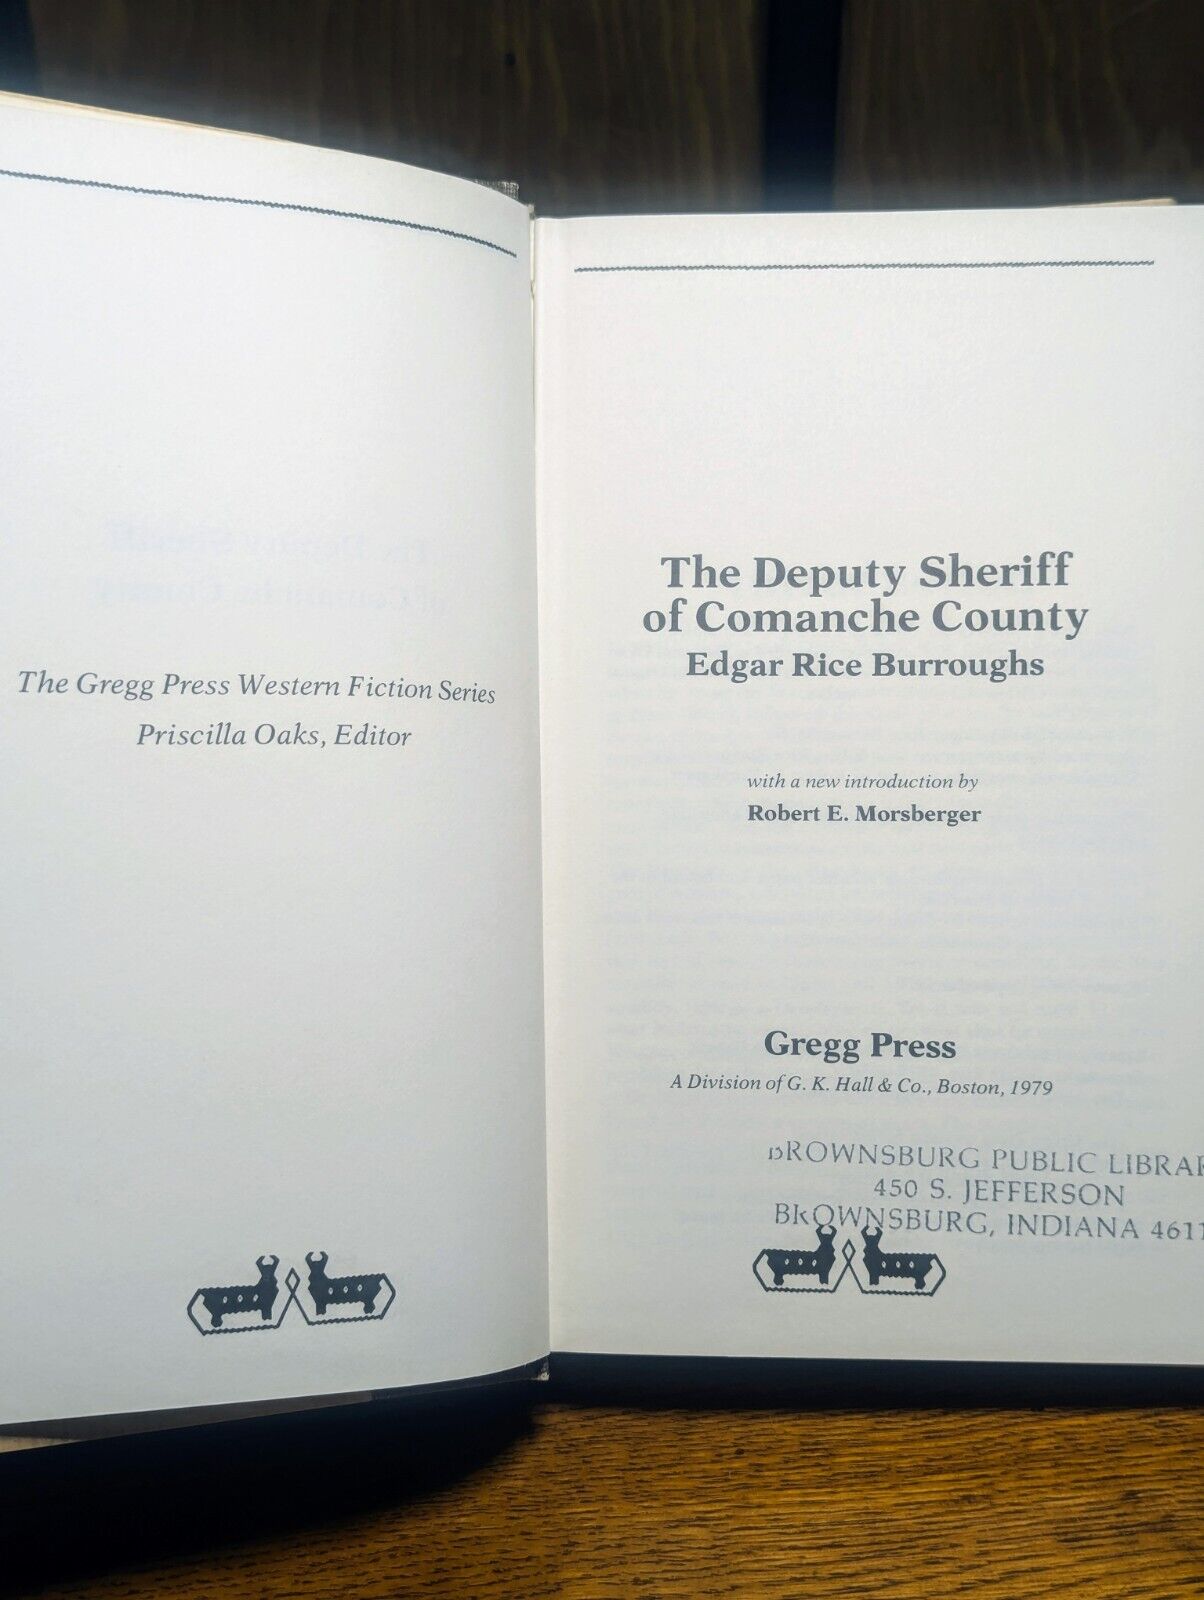 The Gregg Press Western Fiction Series
Priscilla Oaks, Editor
The Deputy Sheriff
of Comanche County
Edgar Rice Burroughs
with a new introduction by
Robert E. Morsberger
Gregg Press
A Division of G. K. Hall & Co., Boston, 1979
BROWNSBURG PUBLIC LIBRAR
450 S. JEFFERSON
BROWNSBURG, INDIANA 4611